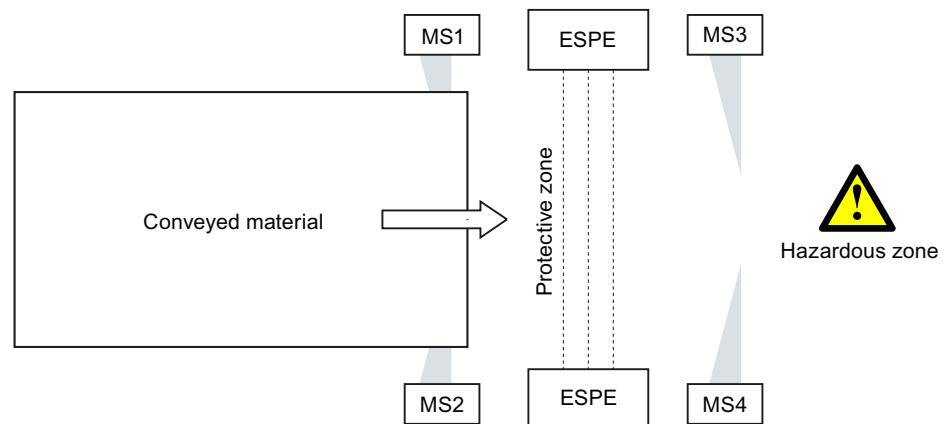 MS1
ESPE
MS3
Protective zone
Conveyed material
Hazardous zone
MS2
ESPE
MS4